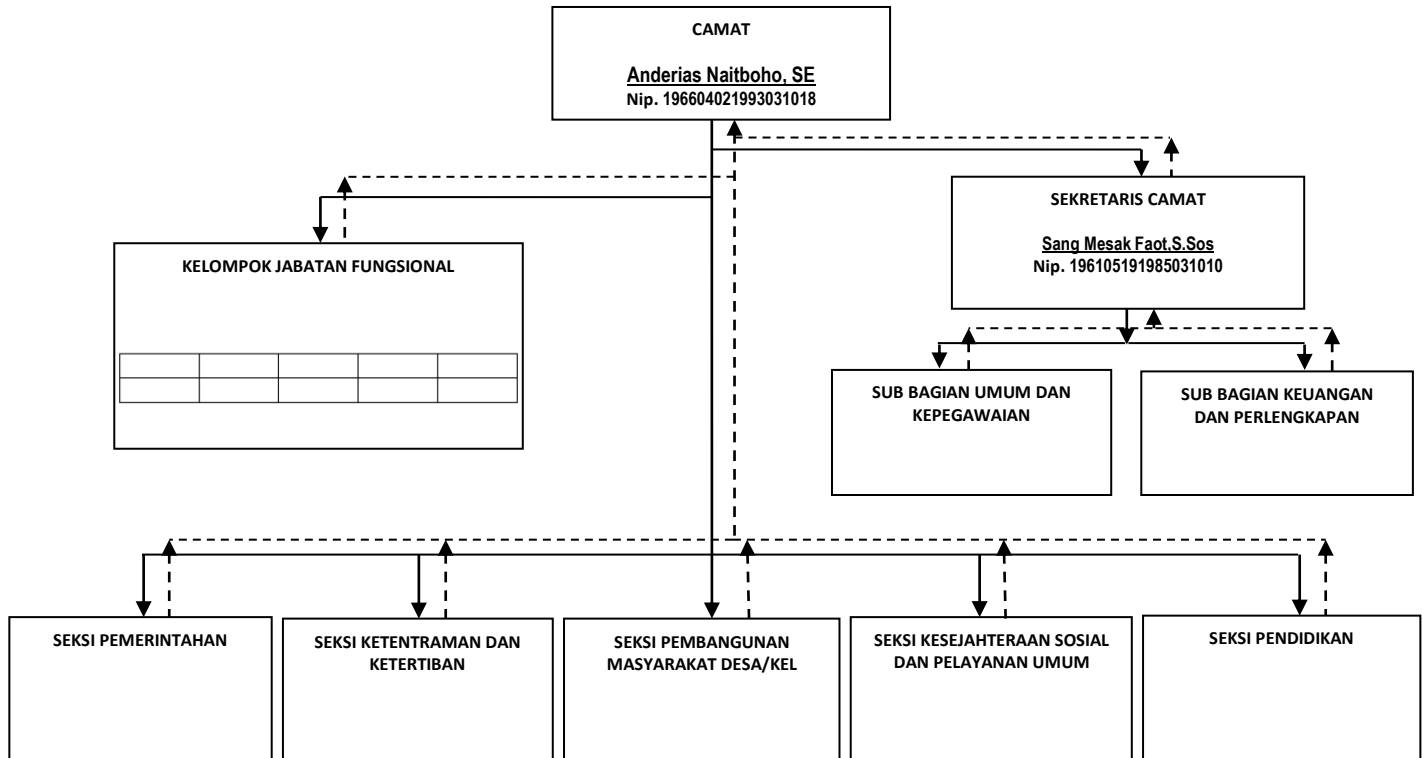 CAMAT
Anderias Naitboho, SE
Nip. 196604021993031018
SEKRETARIS CAMAT
Sang Mesak Faot,S.Sos
Nip. 196105191985031010
KELOMPOK JABATAN FUNGSIONAL
SUB BAGIAN UMUM DAN
KEPEGAWAIAN
SUB BAGIAN KEUANGAN
DAN PERLENGKAPAN
SEKSI PEMERINTAHAN
SEKSI KETENTRAMAN DAN
KETERTIBAN
SEKSI PEMBANGUNAN
MASYARAKAT DESA/KEL
SEKSI KESEJAHTERAAN SOSIAL
DAN PELAYANAN UMUM
SEKSI PENDIDIKAN